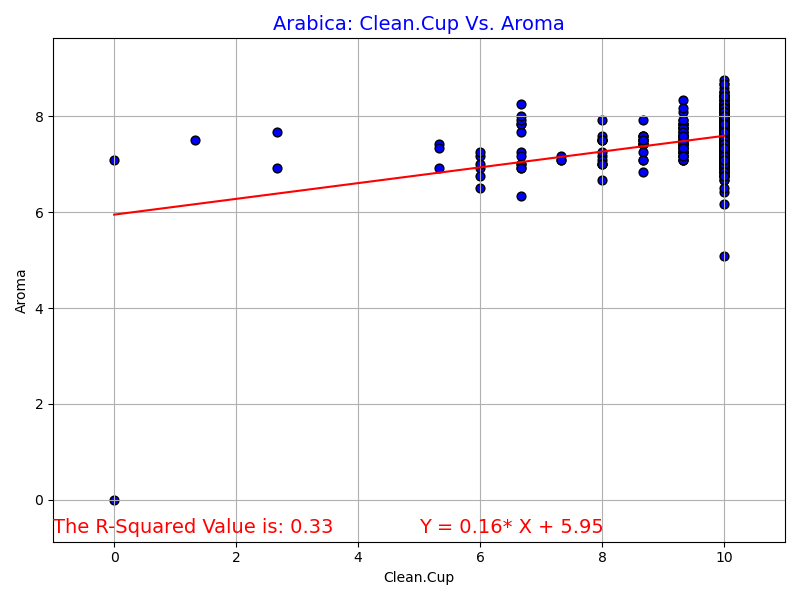 Arabica: Clean.Cup Vs. Aroma
8
6
4
2
0
Aroma
The R-Squared Value is: 0.33 Y = 0.16* X + 5.95
0 2 4 6 8 10
Clean.Cup